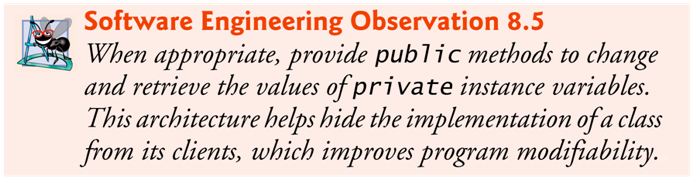 Software Engineering Observation 8.5
When appropriate, provide public methods to change
and retrieve the values of private instance variables.
This architecture helps hide the implementation of a class
from its clients, which improves program modifiability.